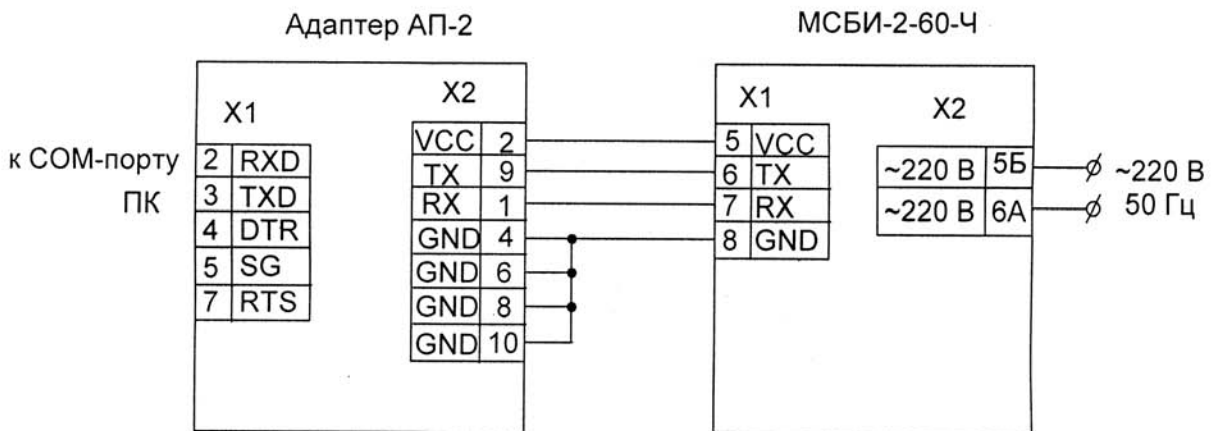 Адаптер АП-2
МСБИ-2-60-Ч
X1
X2
к COM-порту
ПК
2 RXD
3 TXD
4 DTR
5 SG
7 RTS
VCC 2
TX 9
RX 1
GND 4
GND 6
GND 8
GND 10
X1
X2
5 VCC
6 TX
7 RX
8 GND
~220 В 5Б
~220 В 6А
~220 В
50 Гц